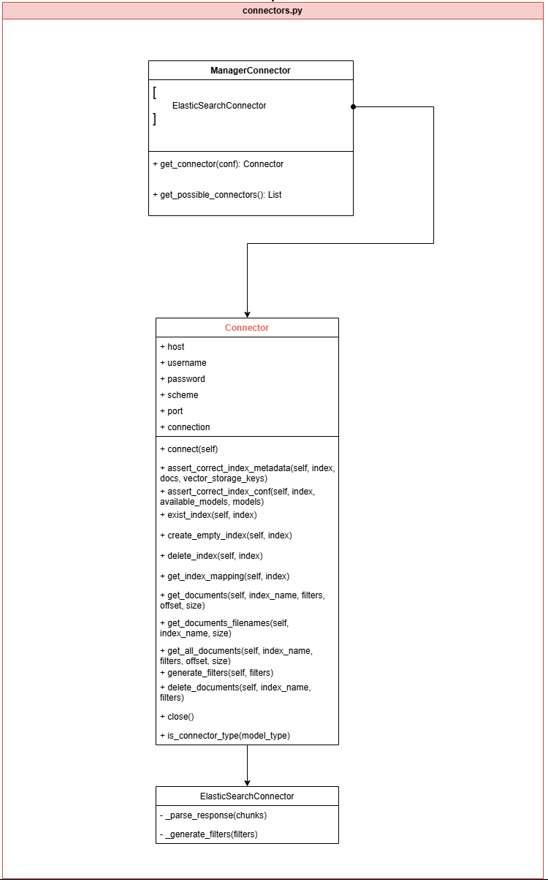 connectors.py
ManagerConnector
[
ElasticSearchConnector
]
+ get_connector(conf): Connector
+ get_possible_connectors(): List
Connector
+ host
+ username
+ password
+ scheme
+ port
+ connection
+ connect(self)
+ assert_correct_index_metadata(self, index,
docs, vector_storage_keys)
+ assert_correct_index_conf(self, index,
available_models, models)
+ exist_index(self, index)
+ create_empty_index(self, index)
+ delete_index(self, index)
+ get_index_mapping(self, index)
+ get_documents(self, index_name, filters,
offset, size)
+ get_documents_filenames(self,
index_name, size)
+ get_all_documents(self, index_name,
filters, offset, size)
+ generate_filters(self, filters)
+ delete_documents(self, index_name,
filters)
+ close()
+ is_connector_type(model_type)
ElasticSearchConnector
- _parse_response(chunks)
- _generate_filters(filters)